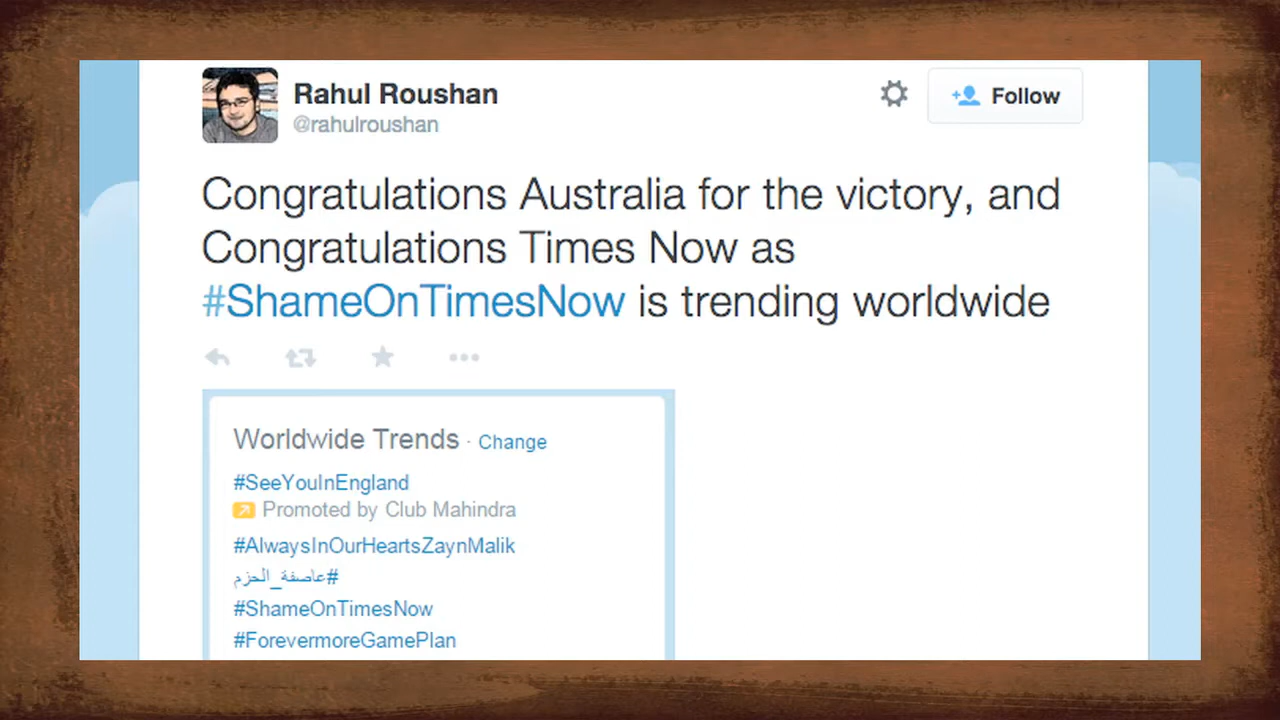 Rahul Roushan
@rahulroushan
Follow
Congratulations Australia for the victory, and
Congratulations Times Now as
#ShameOnTimesNow is trending worldwide
Worldwide Trends · Change
#SeeYouInEngland
Promoted by Club Mahindra
#AlwaysInOurHeartsZaynMalik
#عاصفة_الحزم
#ShameOnTimesNow
#ForevermoreGamePlan